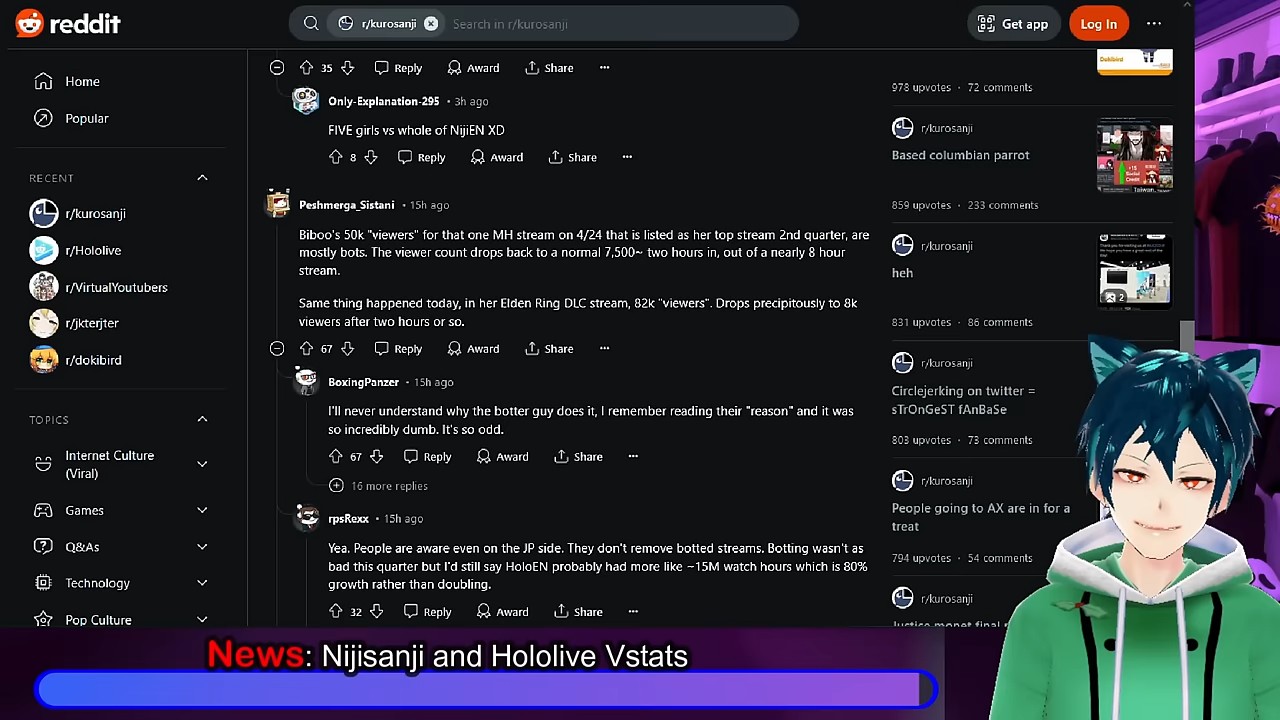 reddit
r/kurosanji
Search in r/kurosanji
Get app
Log In
Home
Popular
RECENT
r/kurosanji
r/Hololive
r/VirtualYoutubers
r/jkterjter
r/dokibird
TOPICS
Internet Culture
(Viral)
Games
Q&As
Technology
Pop Culture
35
Reply
Award
Share
Only-Explanation-295 • 3h ago
FIVE girls vs whole of nijiEN XD
8
Reply
Award
Share
Peshmerga_Sistani • 15h ago
Biboo's 50k "viewers" for that one MH stream on 4/24 that is listed as her top stream 2nd quarter, are
mostly bots. The view count drops back to a normal 7,500~ two hours in, out of a nearly 8 hour
stream.
Same thing happened today, in her Elden Ring DLC stream, 82k "viewers". Drops precipitously to 8k
viewers after two hours or so.
67
Reply
Award
Share
BoxingPanzer • 15h ago
I'll never understand why the botter guy does it, I remember reading their "reason" and it was
so incredibly dumb. It's so odd.
67
Reply
Award
Share
16 more replies
rpsRexx • 15h ago
Yea. People are aware even on the JP side. They don't remove botted streams. Botting wasn't as
bad this quarter but I'd still say HoloEN probably had more like ~15M watch hours which is 80%
growth rather than doubling.
32
Reply
Award
Share
Dokibird
978 upvotes • 72 comments
r/kurosanji
Based columbian parrot
859 upvotes • 233 comments
r/kurosanji
heh
2
831 upvotes • 86 comments
r/kurosanji
Circlejerking on twitter =
sTrOnGeST fAnBaSe
803 upvotes • 73 comments
r/kurosanji
People going to AX are in for a
treat
794 upvotes • 54 comments
r/kurosanji
News: Nijisanji and Hololive Vstats